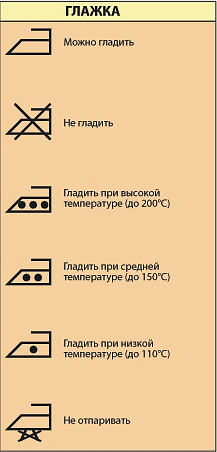 ГЛАЖКА
Можно гладить
Не гладить
Гладить при высокой
температуре (до 200°С)
Гладить при средней
температуре (до 150°С)
Гладить при низкой
температуре (до 110°С)
Не отпаривать